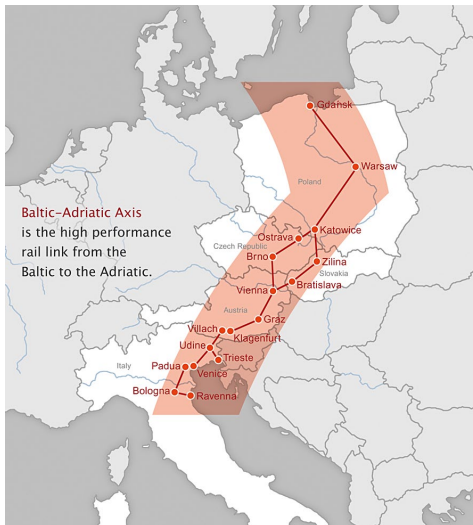 Gdańsk
Warsaw
Poland
Baltic–Adriatic Axis
is the high performance
rail link from the
Baltic to the Adriatic.
Katowice
Ostrava
Czech Republic
Brno
Zilina
Slovakia
Bratislava
Vienna
Austria
Graz
Villach
Klagenfurt
Udine
Trieste
Italy
Padua
Venice
Bologna
Ravenna